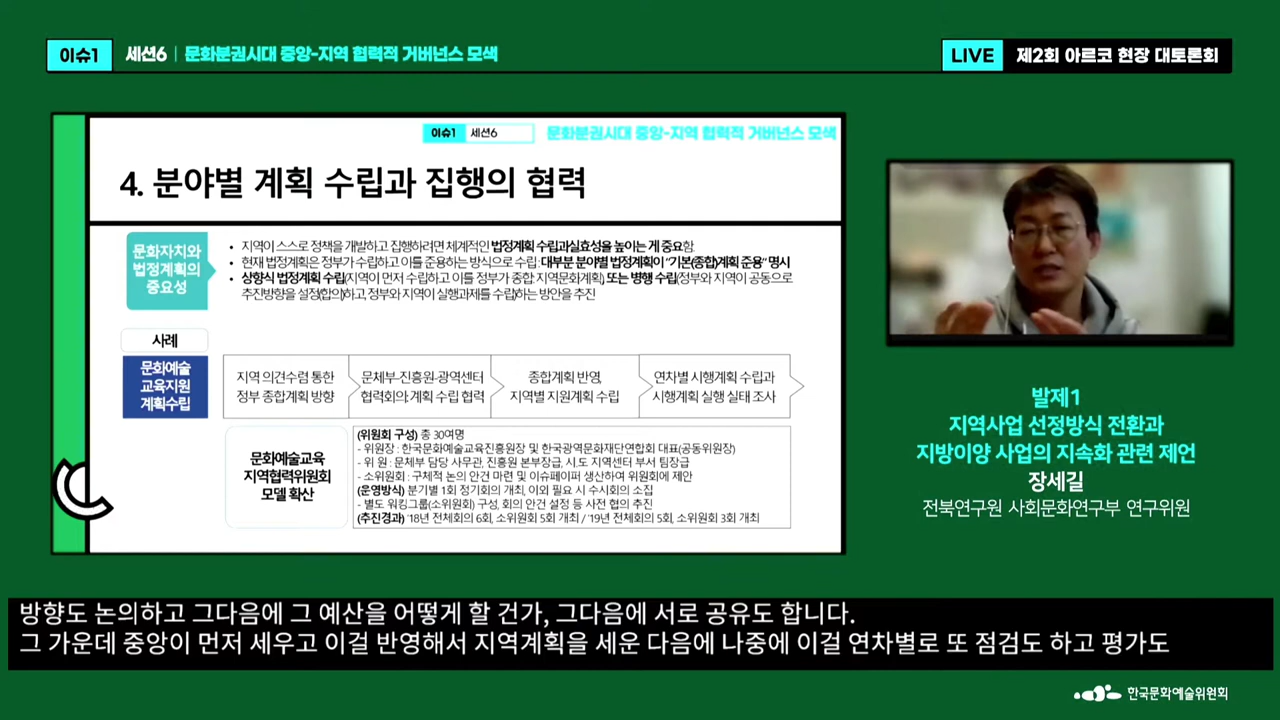 이슈1 세션6 | 문화분권시대 중앙-지역 협력적 거버넌스 모색
LIVE 제2회 아르코 현장 대토론회
이슈1 세션6 문화분권시대 중앙-지역 협력적 거버넌스 모색
4. 분야별 계획 수립과 집행의 협력
문화자치와
법정계획의
중요성
• 지역이 스스로 정책을 개발하고 집행하려면 체계적인 법정계획 수립과실효성을 높이는 게 중요함
• 현재 법정계획은 정부가 수립하고 이를 준용하는 방식으로 수립: 대부분 분야별 법정계획이 “기본(종합)계획 준용” 명시
• 상향식 법정계획 수립(지역이 먼저 수립하고 이를 정부가 종합: 지역문화계획) 또는 병행 수립(정부와 지역이 공동으로
추진방향을 설정(합의)하고, 정부와 지역이 실행과제를 수립)하는 방안을 추진
사례
문화예술
교육지원
계획수립
지역 의견수렴 통한
정부 종합계획 방향
문체부-진흥원-광역센터
협력회의: 계획 수립 협력
종합계획 반영,
지역별 지원계획 수립
연차별 시행계획 수립과
시행계획 실행 실태 조사
문화예술교육
지역협력위원회
모델 확산
(위원회 구성) 총 30여명
- 위원장 : 한국문화예술교육진흥원장 및 한국광역문화재단연합회 대표(공동위원장)
- 위 원 : 문체부 담당 사무관, 진흥원 본부장급, 시.도 지역센터 부서 팀장급
- 소위원회 : 구체적 논의 안건 마련 및 이슈페이퍼 생산하여 위원회에 제안
(운영방식) 분기별 1회 정기회의 개최, 이외 필요 시 수시회의 소집
- 별도 워킹그룹(소위원회) 구성, 회의 안건 설정 등 사전 협의 추진
(추진경과) ‘18년 전체회의 6회, 소위원회 5회 개최 / ‘19년 전체회의 5회, 소위원회 3회 개최
발제1
지역사업 선정방식 전환과
지방이양 사업의 지속화 관련 제언
장세길
전북연구원 사회문화연구부 연구위원
방향도 논의하고 그다음에 그 예산을 어떻게 할 건가, 그다음에 서로 공유도 합니다.
그 가운데 중앙이 먼저 세우고 이걸 반영해서 지역계획을 세운 다음에 나중에 이걸 연차별로 또 점검도 하고 평가도
한국문화예술위원회